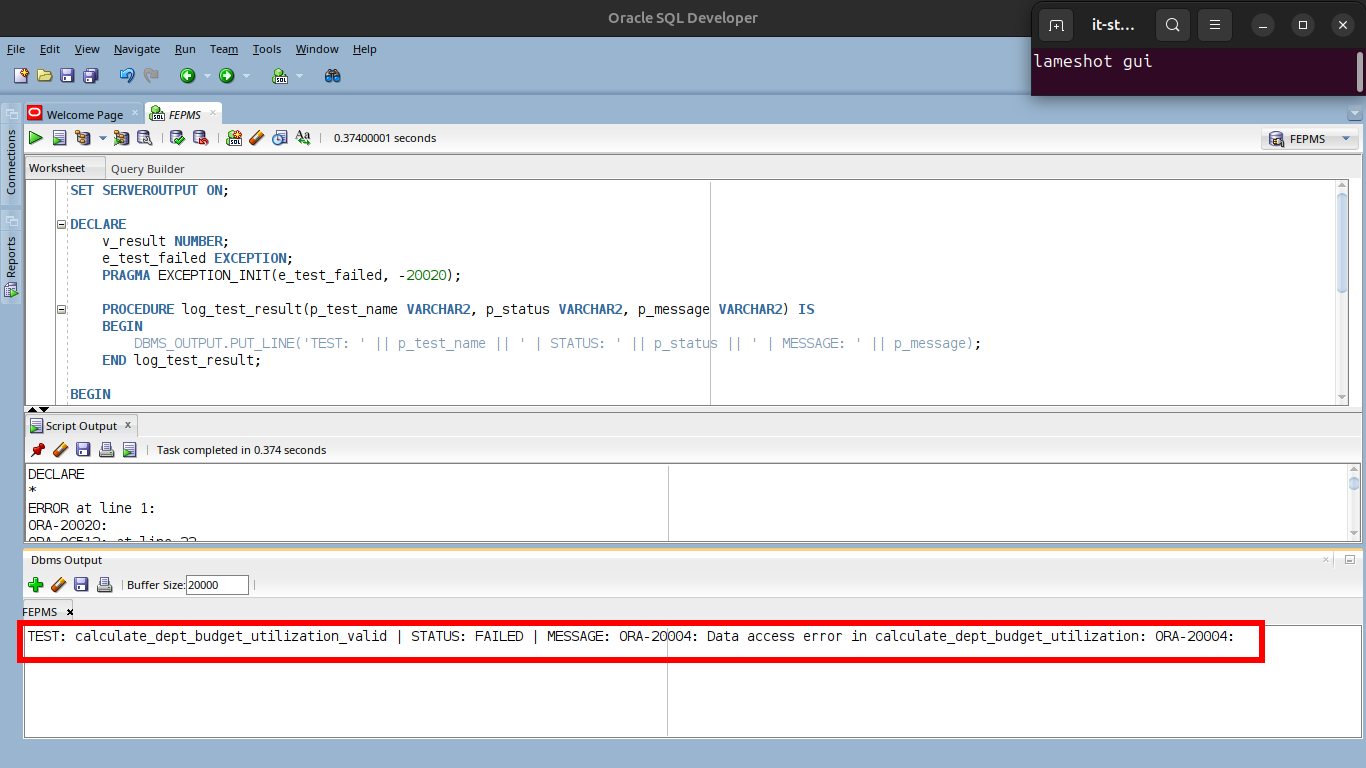 Oracle SQL Developer
it-st...
lameshot gui
File Edit View Navigate Run Team Tools Window Help
Welcome Page
FEPMS
0.37400001 seconds
FEPMS
Connections
Reports
Worksheet
Query Builder
SET SERVEROUTPUT ON;
DECLARE
v_result NUMBER;
e_test_failed EXCEPTION;
PRAGMA EXCEPTION_INIT(e_test_failed, -20020);
PROCEDURE log_test_result(p_test_name VARCHAR2, p_status VARCHAR2, p_message VARCHAR2) IS
BEGIN
DBMS_OUTPUT.PUT_LINE('TEST: ' || p_test_name || ' | STATUS: ' || p_status || ' | MESSAGE: ' || p_message);
END log_test_result;
BEGIN
Script Output
Task completed in 0.374 seconds
DECLARE
*
ERROR at line 1:
ORA-20020:
ORA-06512: at line 22
Dbms Output
Buffer Size: 20000
FEPMS
TEST: calculate_dept_budget_utilization_valid | STATUS: FAILED | MESSAGE: ORA-20004: Data access error in calculate_dept_budget_utilization: ORA-20004: